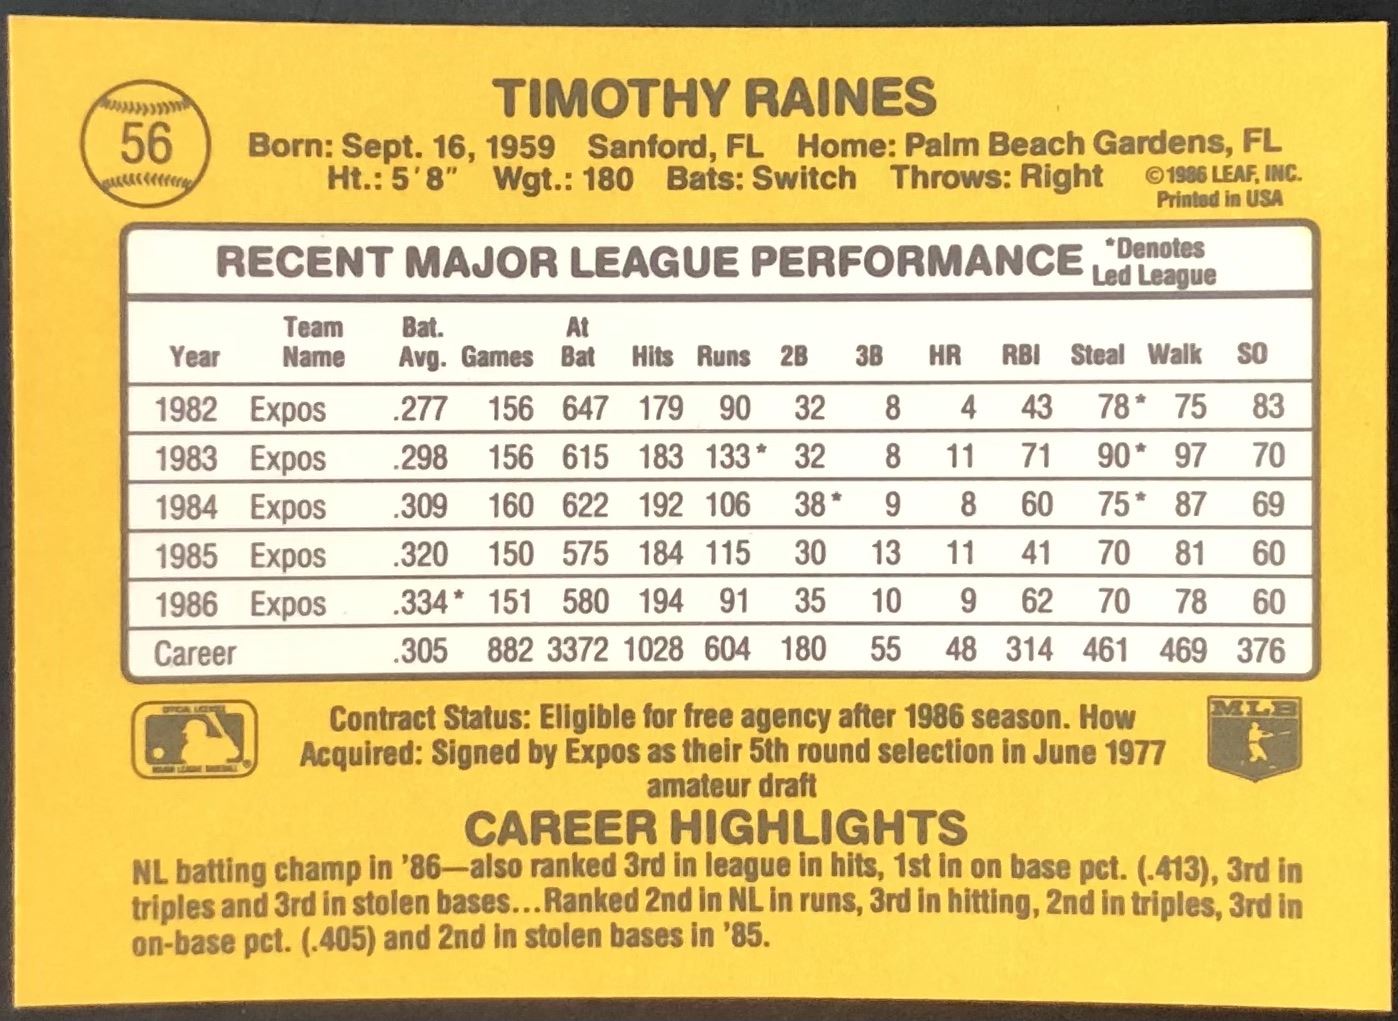 TIMOTHY RAINES
56
Born: Sept. 16, 1959 Sanford, FL Home: Palm Beach Gardens, FL
Ht.: 5'8" Wgt.: 180 Bats: Switch Throws: Right ©1986 LEAF, INC.
Printed in USA
RECENT MAJOR LEAGUE PERFORMANCE *Denotes
Led League
Team Bat. At
Year Name Avg. Games Bat Hits Runs 2B 3B HR RBI Steal Walk SO
1982 Expos .277 156 647 179 90 32 8 4 43 78* 75 83
1983 Expos .298 156 615 183 133* 32 8 11 71 90* 97 70
1984 Expos .309 160 622 192 106 38* 9 8 60 75* 87 69
1985 Expos .320 150 575 184 115 30 13 11 41 70 81 60
1986 Expos .334* 151 580 194 91 35 10 9 62 70 78 60
Career .305 882 3372 1028 604 180 55 48 314 461 469 376
Contract Status: Eligible for free agency after 1986 season. How
Acquired: Signed by Expos as their 5th round selection in June 1977
amateur draft
MLB
CAREER HIGHLIGHTS
NL batting champ in '86—also ranked 3rd in league in hits, 1st in on base pct. (.413), 3rd in
triples and 3rd in stolen bases...Ranked 2nd in NL in runs, 3rd in hitting, 2nd in triples, 3rd in
on-base pct. (.405) and 2nd in stolen bases in '85.